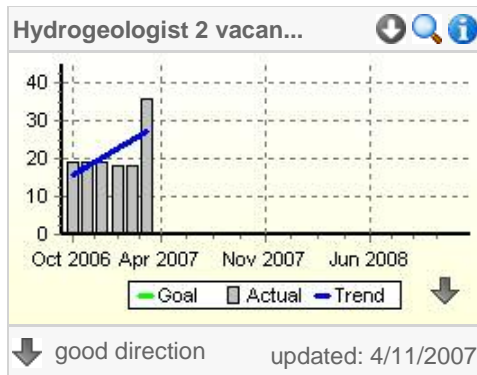 Hydrogeologist 2 vacan...
40
30
20
10
0
Oct 2006 Apr 2007 Nov 2007 Jun 2008
Goal Actual Trend
good direction updated: 4/11/2007